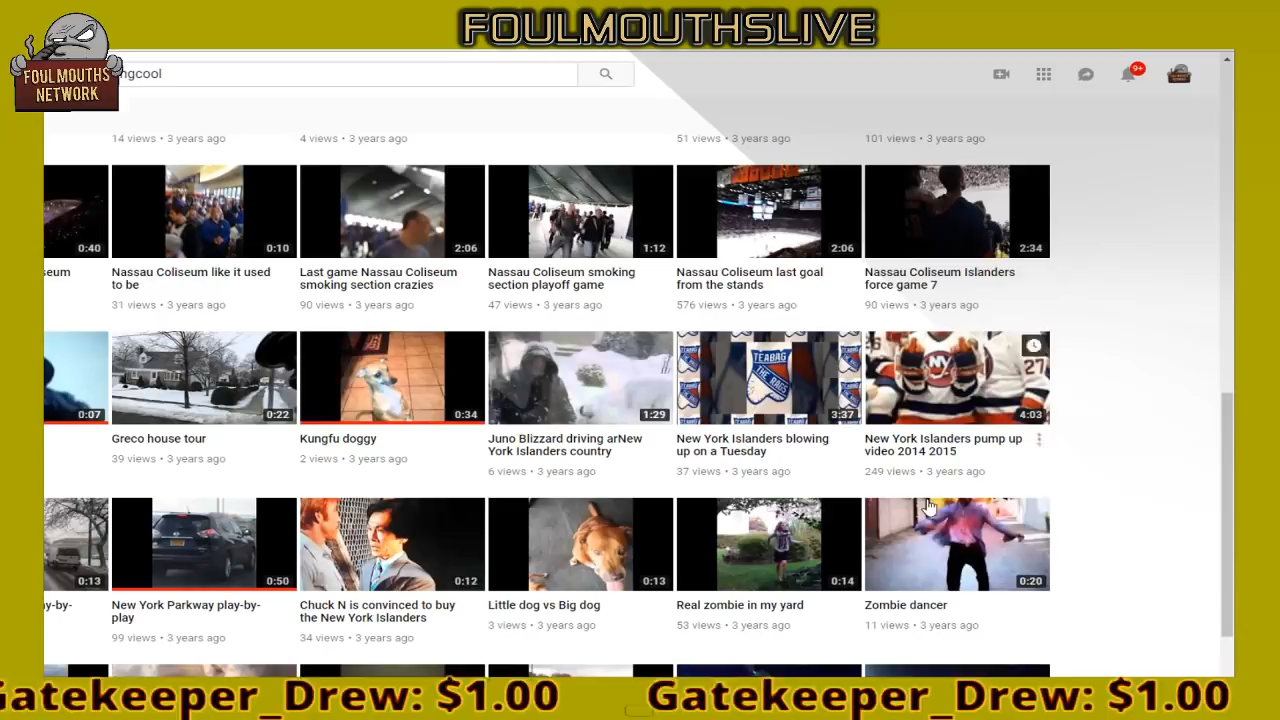 FOULMOUTHSLIVE
FOULMOUTHS
NETWORK
ngcool
9+
14 views • 3 years ago
4 views • 3 years ago
51 views • 3 years ago
101 views • 3 years ago
0:40
0:10
2:06
1:12
2:06
2:34
seum
Nassau Coliseum like it used
to be
31 views • 3 years ago
Last game Nassau Coliseum
smoking section crazies
90 views • 3 years ago
Nassau Coliseum smoking
section playoff game
47 views • 3 years ago
Nassau Coliseum last goal
from the stands
576 views • 3 years ago
Nassau Coliseum Islanders
force game 7
90 views • 3 years ago
TEABAG
THE RAGS
NY
27
0:07
0:22
0:34
1:29
3:37
4:03
Greco house tour
39 views • 3 years ago
Kungfu doggy
2 views • 3 years ago
Juno Blizzard driving arNew
York Islanders country
6 views • 3 years ago
New York Islanders blowing
up on a Tuesday
37 views • 3 years ago
New York Islanders pump up
video 2014 2015
249 views • 3 years ago
0:13
0:50
0:12
0:13
0:14
0:20
ay-by-
New York Parkway play-by-
play
99 views • 3 years ago
Chuck N is convinced to buy
the New York Islanders
34 views • 3 years ago
Little dog vs Big dog
3 views • 3 years ago
Real zombie in my yard
53 views • 3 years ago
Zombie dancer
11 views • 3 years ago
Gatekeeper_Drew: $1.00 Gatekeeper_Drew: $1.00